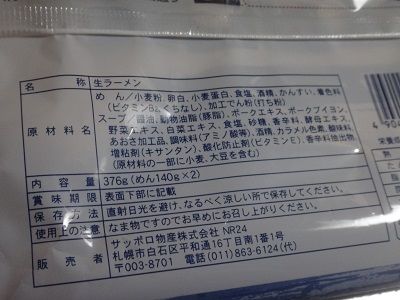 名 称 生ラーメン
原材料名 めん/小麦粉、卵白、小麦蛋白、食塩、酒精、かんすい、着色料
(ビタミンB₂、くちなし)、加工でん粉(打ち粉)
スープ/醤油、動物油脂(豚脂)、ポークエキス、ポークブイヨン、
野菜エキス、白菜エキス、食塩、砂糖、香辛料、酵母エキス、
あおさ加工品、調味料(アミノ酸等)、酒精、カラメル色素、酸味料
増粘剤(キサンタン)、酸化防止剤(ビタミンE)、香辛料抽出物
(原材料の一部に小麦、大豆を含む)
内容量 376g(めん140g×2)
賞味期限 表面下部に記載
保存方法 直射日光を避け、なるべく涼しい所で保存してください。
使用上の注意 なま物ですのでお早めにお召し上がりください。
販売者 サッポロ物産株式会社 NR24
札幌市白石区平和通16丁目南1番1号
〒003-8701 TEL(011)863-6124(代)